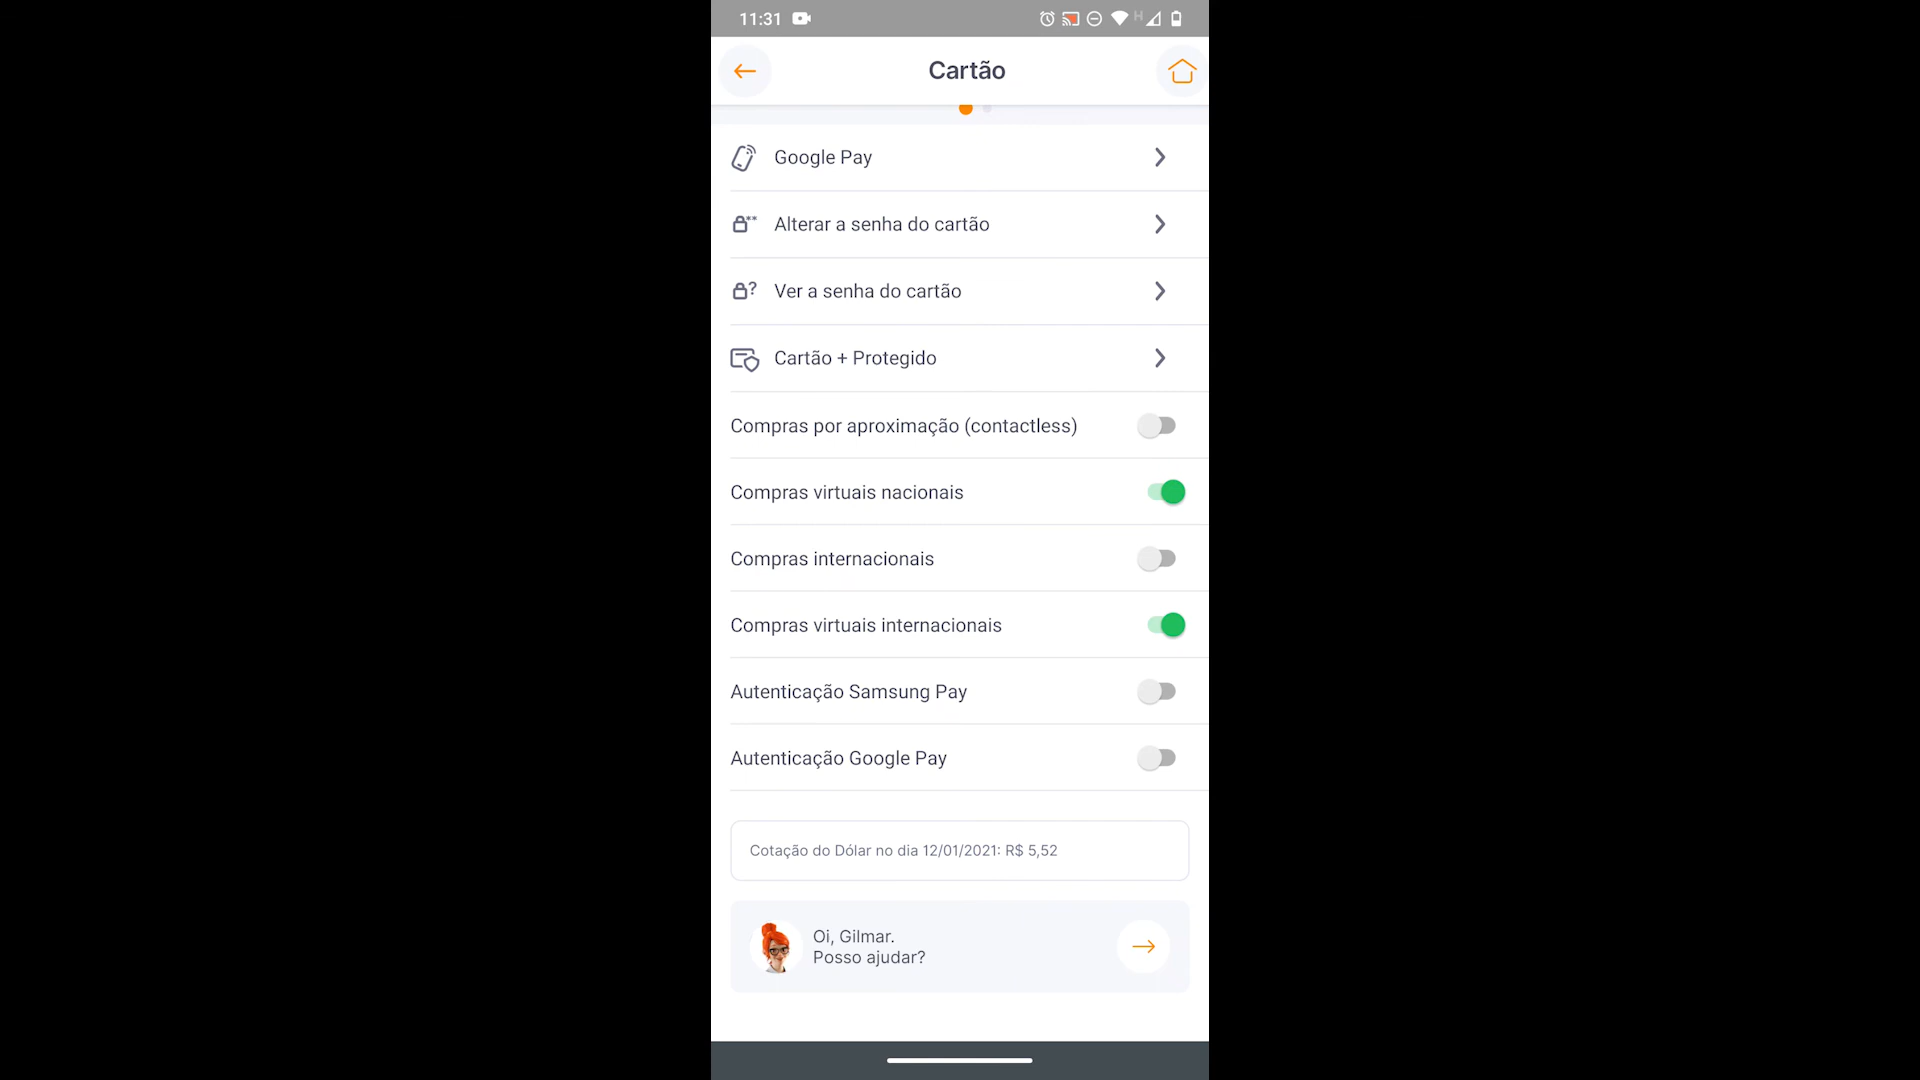 11:31
H
Cartão
Google Pay
Alterar a senha do cartão
Ver a senha do cartão
Cartão + Protegido
Compras por aproximação (contactless)
Compras virtuais nacionais
Compras internacionais
Compras virtuais internacionais
Autenticação Samsung Pay
Autenticação Google Pay
Cotação do Dólar no dia 12/01/2021: R$ 5,52
Oi, Gilmar.
Posso ajudar?